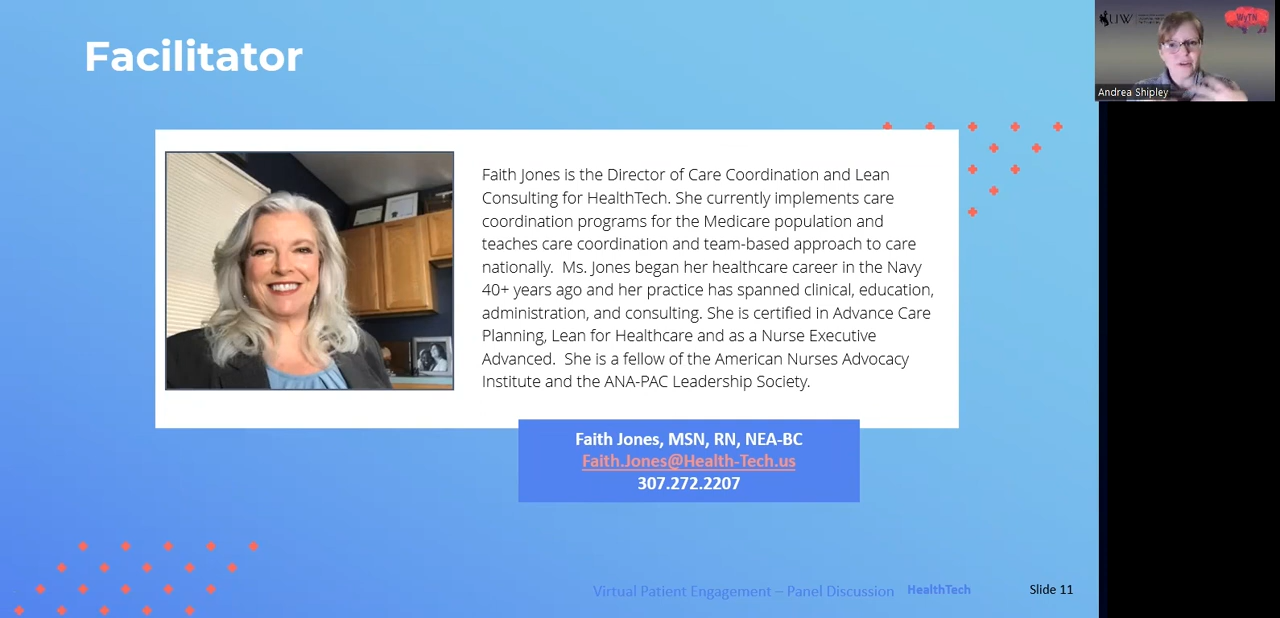 Facilitator
Faith Jones is the Director of Care Coordination and Lean
Consulting for HealthTech. She currently implements care
coordination programs for the Medicare population and
teaches care coordination and team-based approach to care
nationally.  Ms. Jones began her healthcare career in the Navy
40+ years ago and her practice has spanned clinical, education,
administration, and consulting. She is certified in Advance Care
Planning, Lean for Healthcare and as a Nurse Executive
Advanced.  She is a fellow of the American Nurses Advocacy
Institute and the ANA-PAC Leadership Society.
Faith Jones, MSN, RN, NEA-BC
Faith.Jones@Health-Tech.us
307.272.2207
Virtual Patient Engagement – Panel Discussion
HealthTech
Slide 11
UW
WyTN
Andrea Shipley